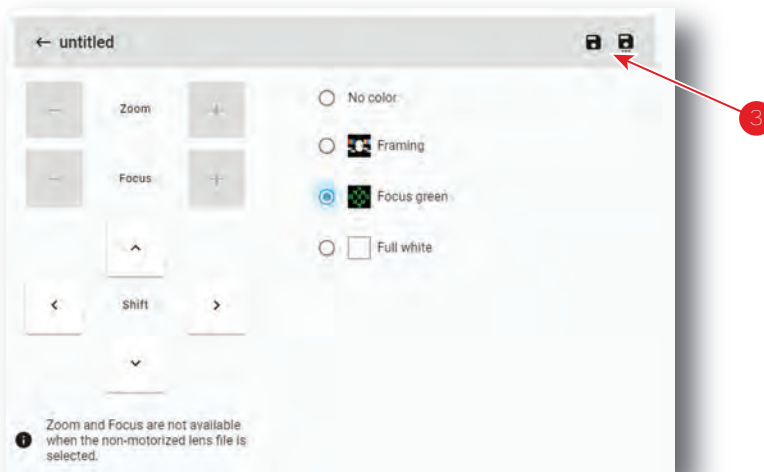 ← untitled
− Zoom +
− Focus +
Shift
No color
Framing
Focus green
Full white
3
Zoom and Focus are not available
when the non-motorized lens file is
selected.